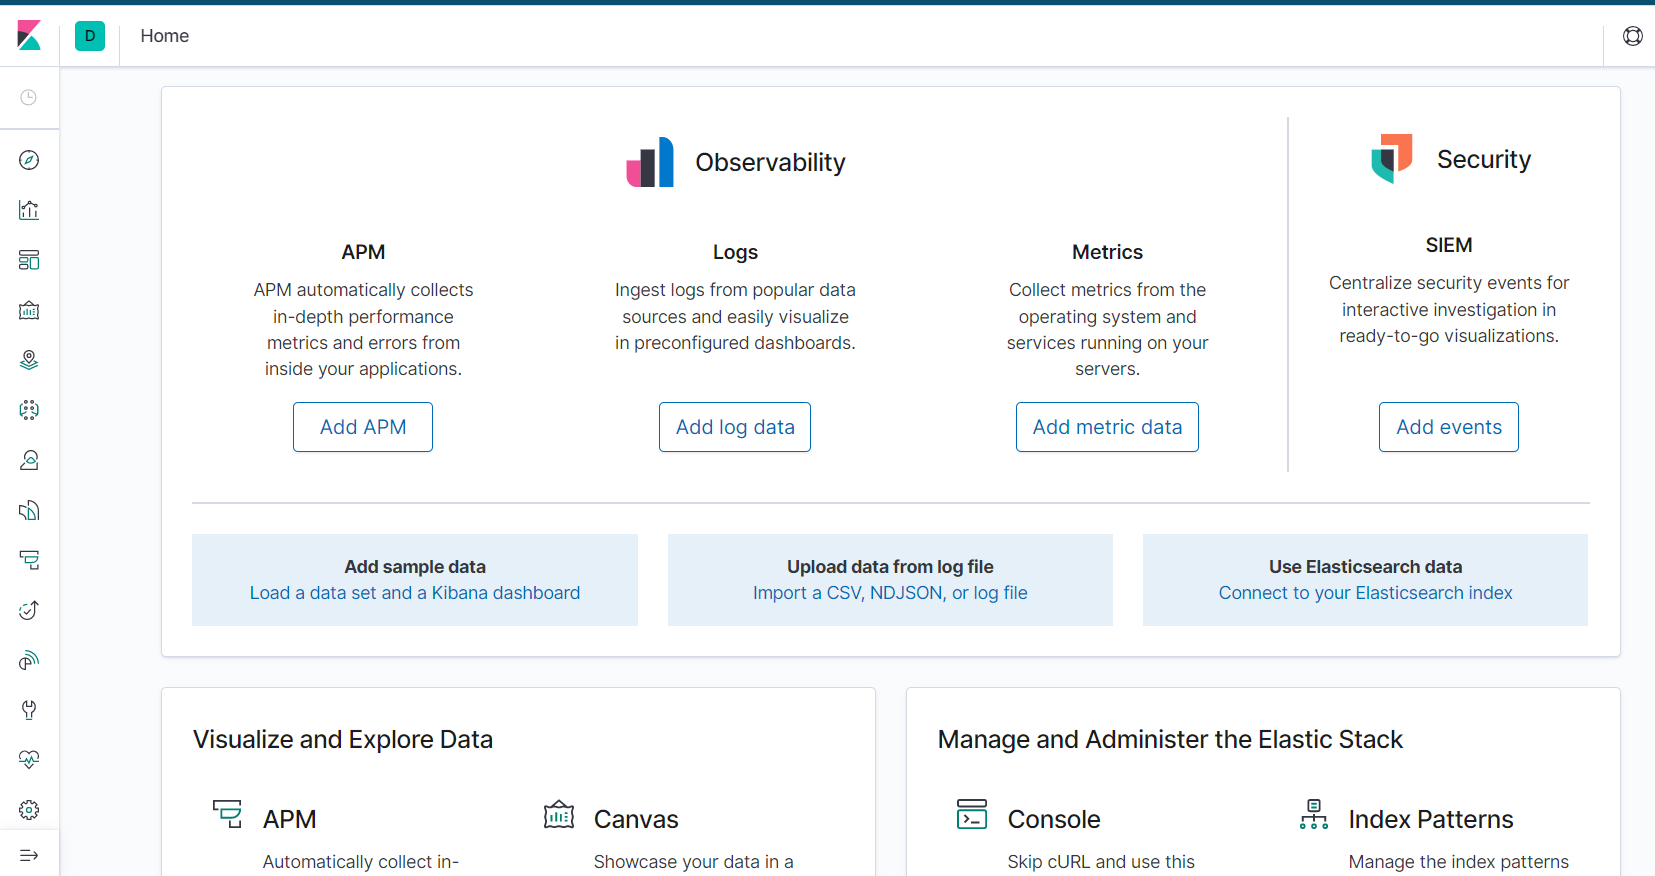 D
Home
Observability
Security
APM
APM automatically collects
in-depth performance
metrics and errors from
inside your applications.
Add APM
Logs
Ingest logs from popular data
sources and easily visualize
in preconfigured dashboards.
Add log data
Metrics
Collect metrics from the
operating system and
services running on your
servers.
Add metric data
SIEM
Centralize security events for
interactive investigation in
ready-to-go visualizations.
Add events
Add sample data
Load a data set and a Kibana dashboard
Upload data from log file
Import a CSV, NDJSON, or log file
Use Elasticsearch data
Connect to your Elasticsearch index
Visualize and Explore Data
APM
Automatically collect in-
Canvas
Showcase your data in a
Manage and Administer the Elastic Stack
Console
Skip cURL and use this
Index Patterns
Manage the index patterns